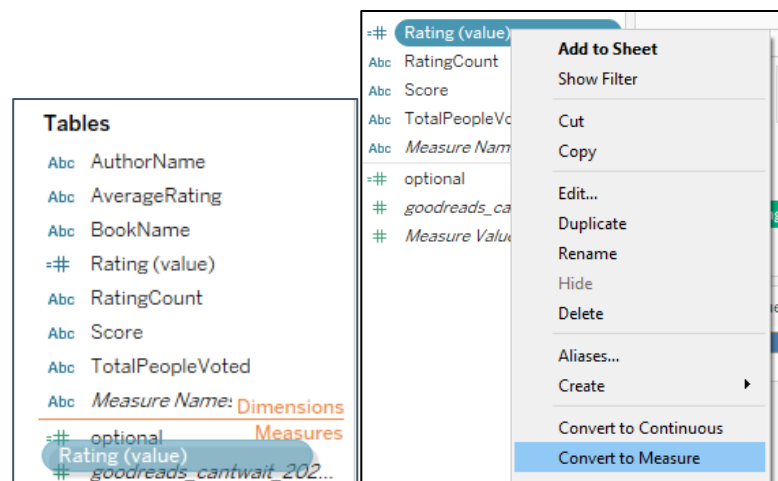 Tables
Abc AuthorName
Abc AverageRating
Abc BookName
=# Rating (value)
Abc RatingCount
Abc Score
Abc TotalPeopleVoted
Abc Measure Names
Dimensions
Measures
=# optional
Rating (value)
# goodreads_cantwait_202...
=# Rating (value)
Abc RatingCount
Abc Score
Abc TotalPeopleVo
Abc Measure Nam
=# optional
# goodreads_ca
# Measure Value
Add to Sheet
Show Filter
Cut
Copy
Edit...
Duplicate
Rename
Hide
Delete
Aliases...
Create
Convert to Continuous
Convert to Measure